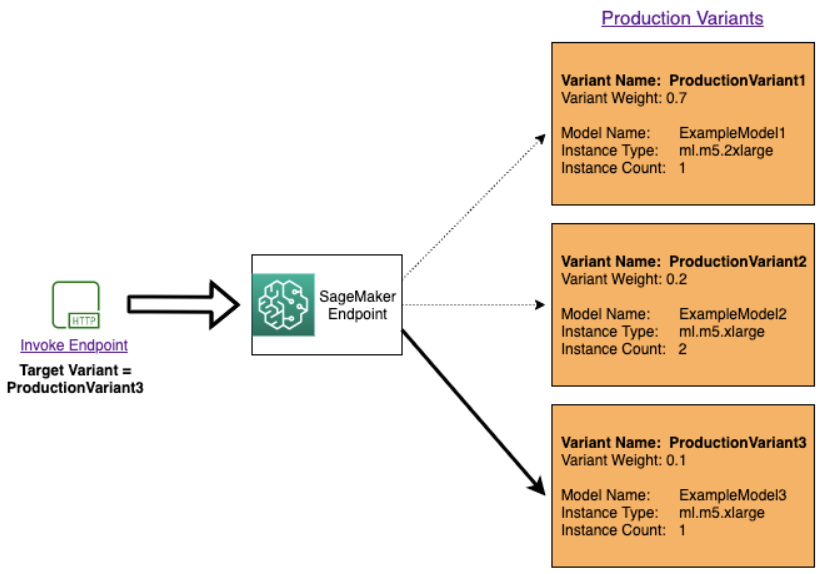 Production Variants
Variant Name: ProductionVariant1
Variant Weight: 0.7
Model Name: ExampleModel1
Instance Type: ml.m5.2xlarge
Instance Count: 1
Variant Name: ProductionVariant2
Variant Weight: 0.2
Model Name: ExampleModel2
Instance Type: ml.m5.xlarge
Instance Count: 2
Variant Name: ProductionVariant3
Variant Weight: 0.1
Model Name: ExampleModel3
Instance Type: ml.m5.xlarge
Instance Count: 1
SageMaker
Endpoint
HTTP
Invoke Endpoint
Target Variant =
ProductionVariant3